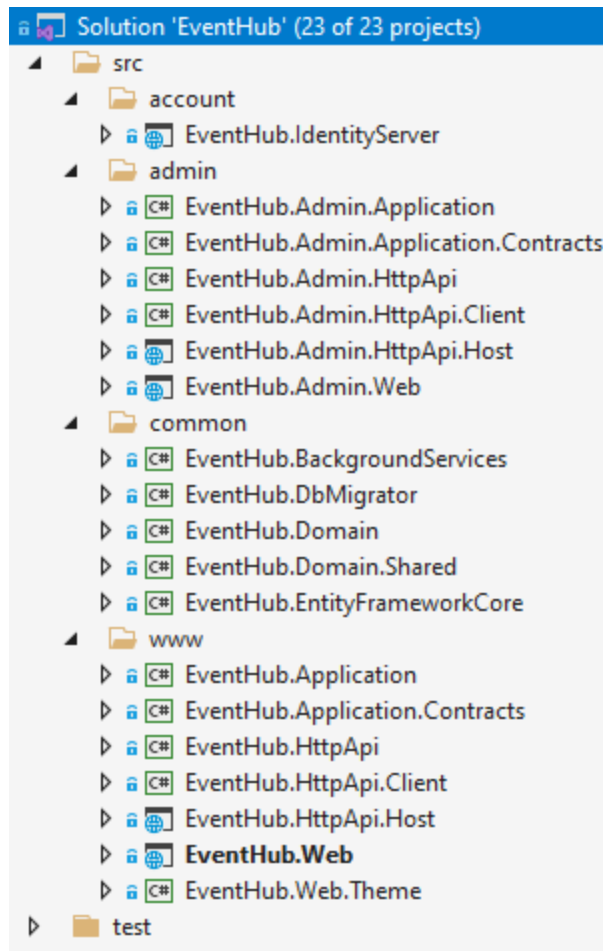 Solution 'EventHub' (23 of 23 projects)
src
account
EventHub.IdentityServer
admin
C# EventHub.Admin.Application
C# EventHub.Admin.Application.Contracts
C# EventHub.Admin.HttpApi
C# EventHub.Admin.HttpApi.Client
EventHub.Admin.HttpApi.Host
EventHub.Admin.Web
common
C# EventHub.BackgroundServices
C# EventHub.DbMigrator
C# EventHub.Domain
C# EventHub.Domain.Shared
C# EventHub.EntityFrameworkCore
www
C# EventHub.Application
C# EventHub.Application.Contracts
C# EventHub.HttpApi
C# EventHub.HttpApi.Client
EventHub.HttpApi.Host
EventHub.Web
C# EventHub.Web.Theme
test